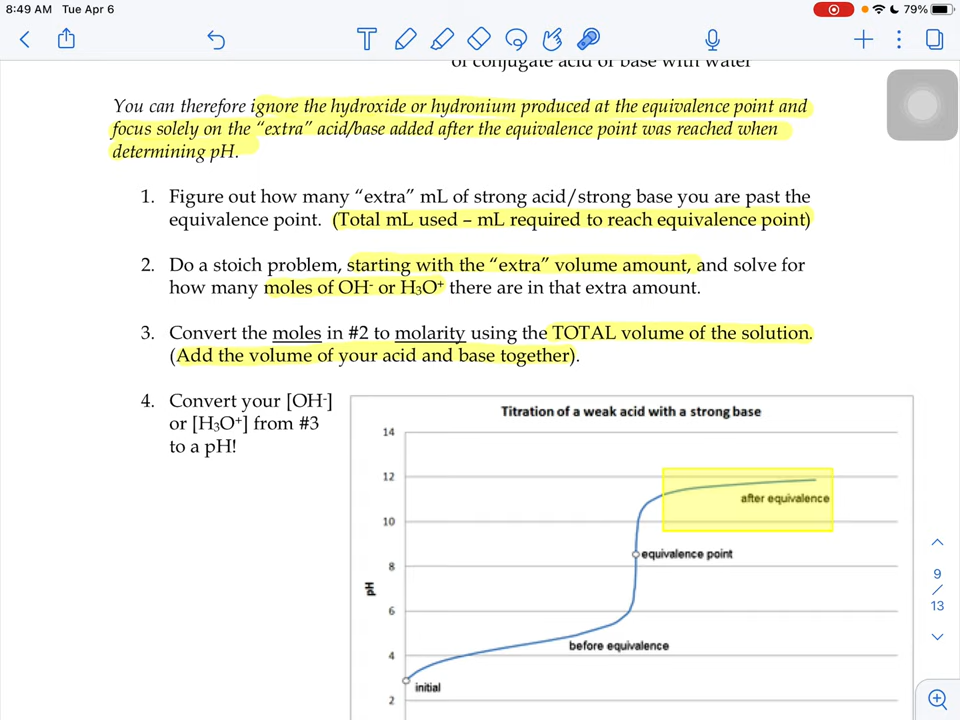 8:49 AM Tue Apr 6
79%
of conjugate acid or base with water
You can therefore ignore the hydroxide or hydronium produced at the equivalence point and
focus solely on the “extra” acid/base added after the equivalence point was reached when
determining pH.
1. Figure out how many “extra” mL of strong acid/strong base you are past the
equivalence point. (Total mL used – mL required to reach equivalence point)
2. Do a stoich problem, starting with the “extra” volume amount, and solve for
how many moles of OH⁻ or H₃O⁺ there are in that extra amount.
3. Convert the moles in #2 to molarity using the TOTAL volume of the solution.
(Add the volume of your acid and base together).
4. Convert your [OH⁻]
or [H₃O⁺] from #3
to a pH!
Titration of a weak acid with a strong base
14
12
after equivalence
10
equivalence point
8
pH
6
before equivalence
4
initial
2
9
/
13